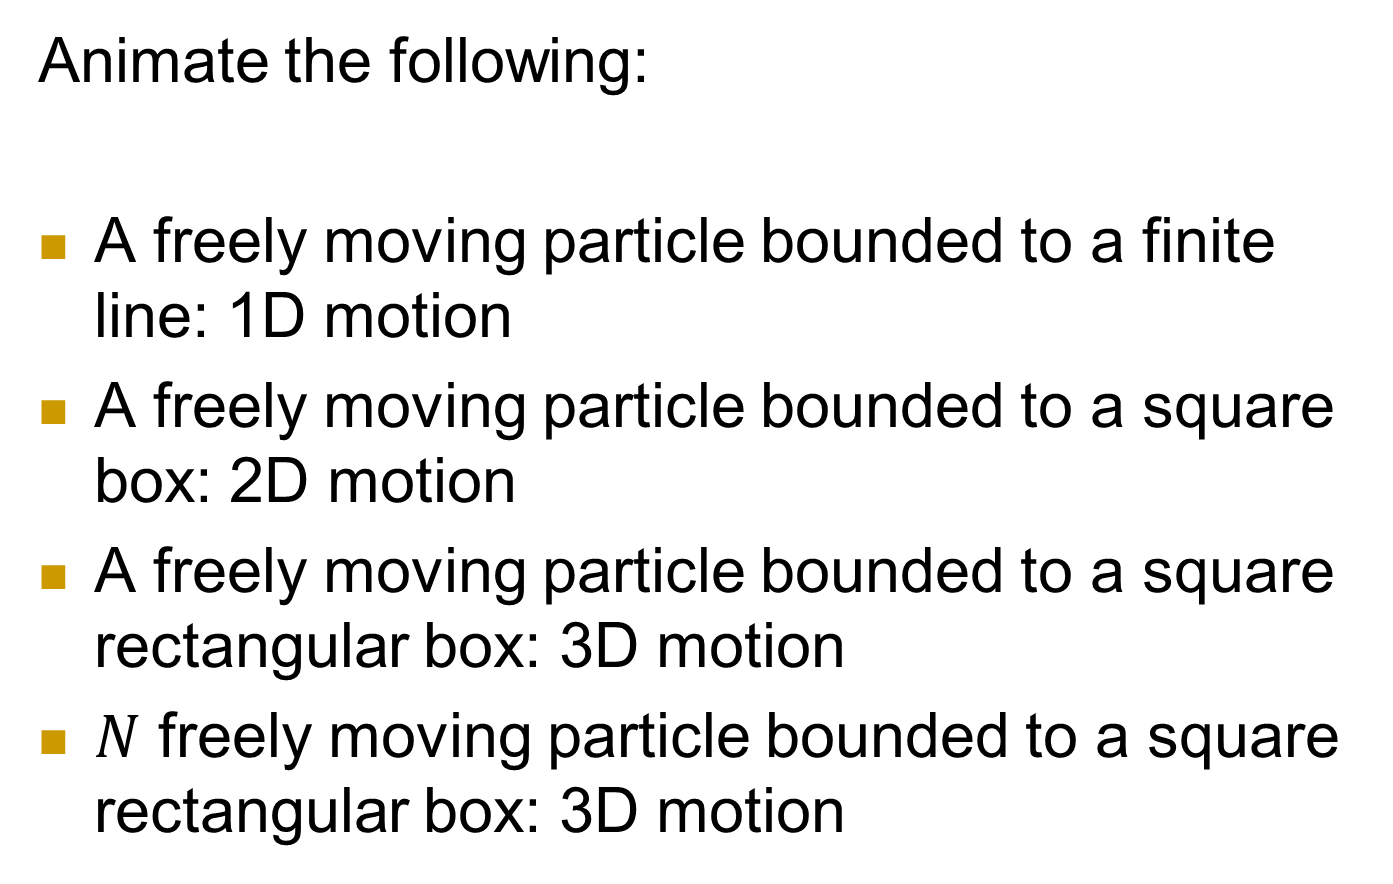 Animate the following:
A freely moving particle bounded to a finite
line: 1D motion
A freely moving particle bounded to a square
box: 2D motion
A freely moving particle bounded to a square
rectangular box: 3D motion
N freely moving particle bounded to a square
rectangular box: 3D motion